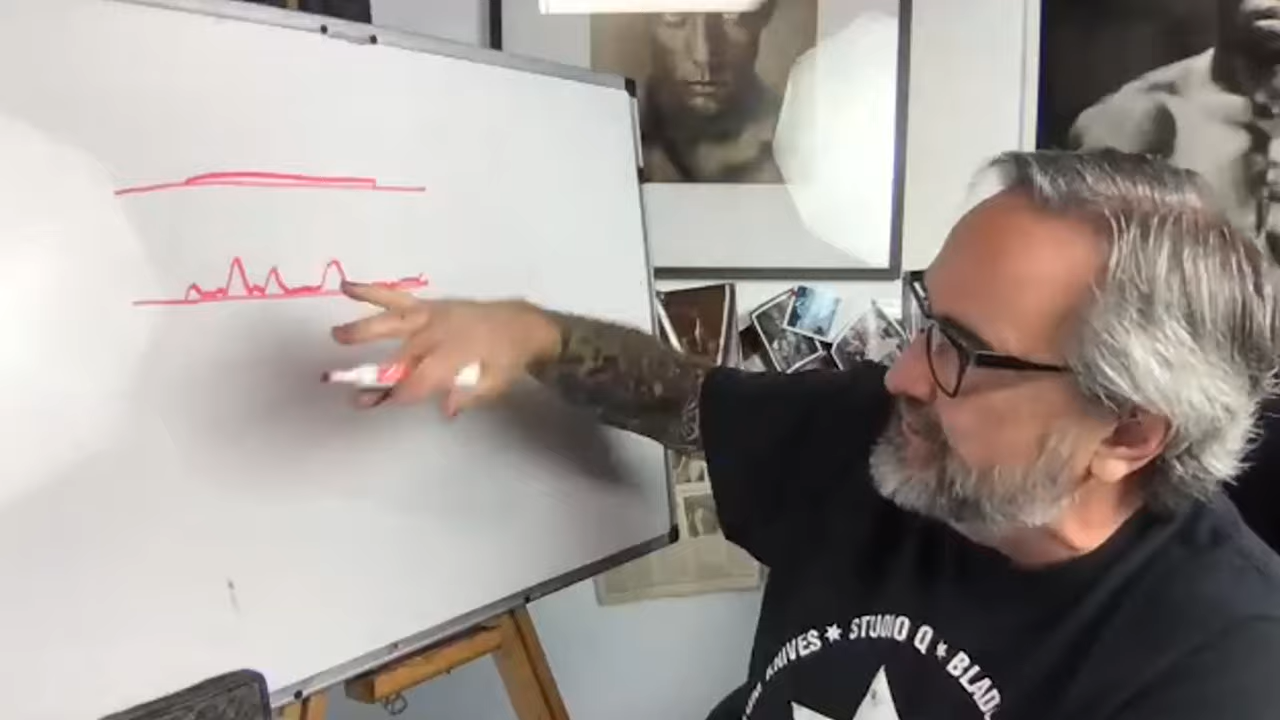 KNIVES ★ STUDIO Q ★ BLAD